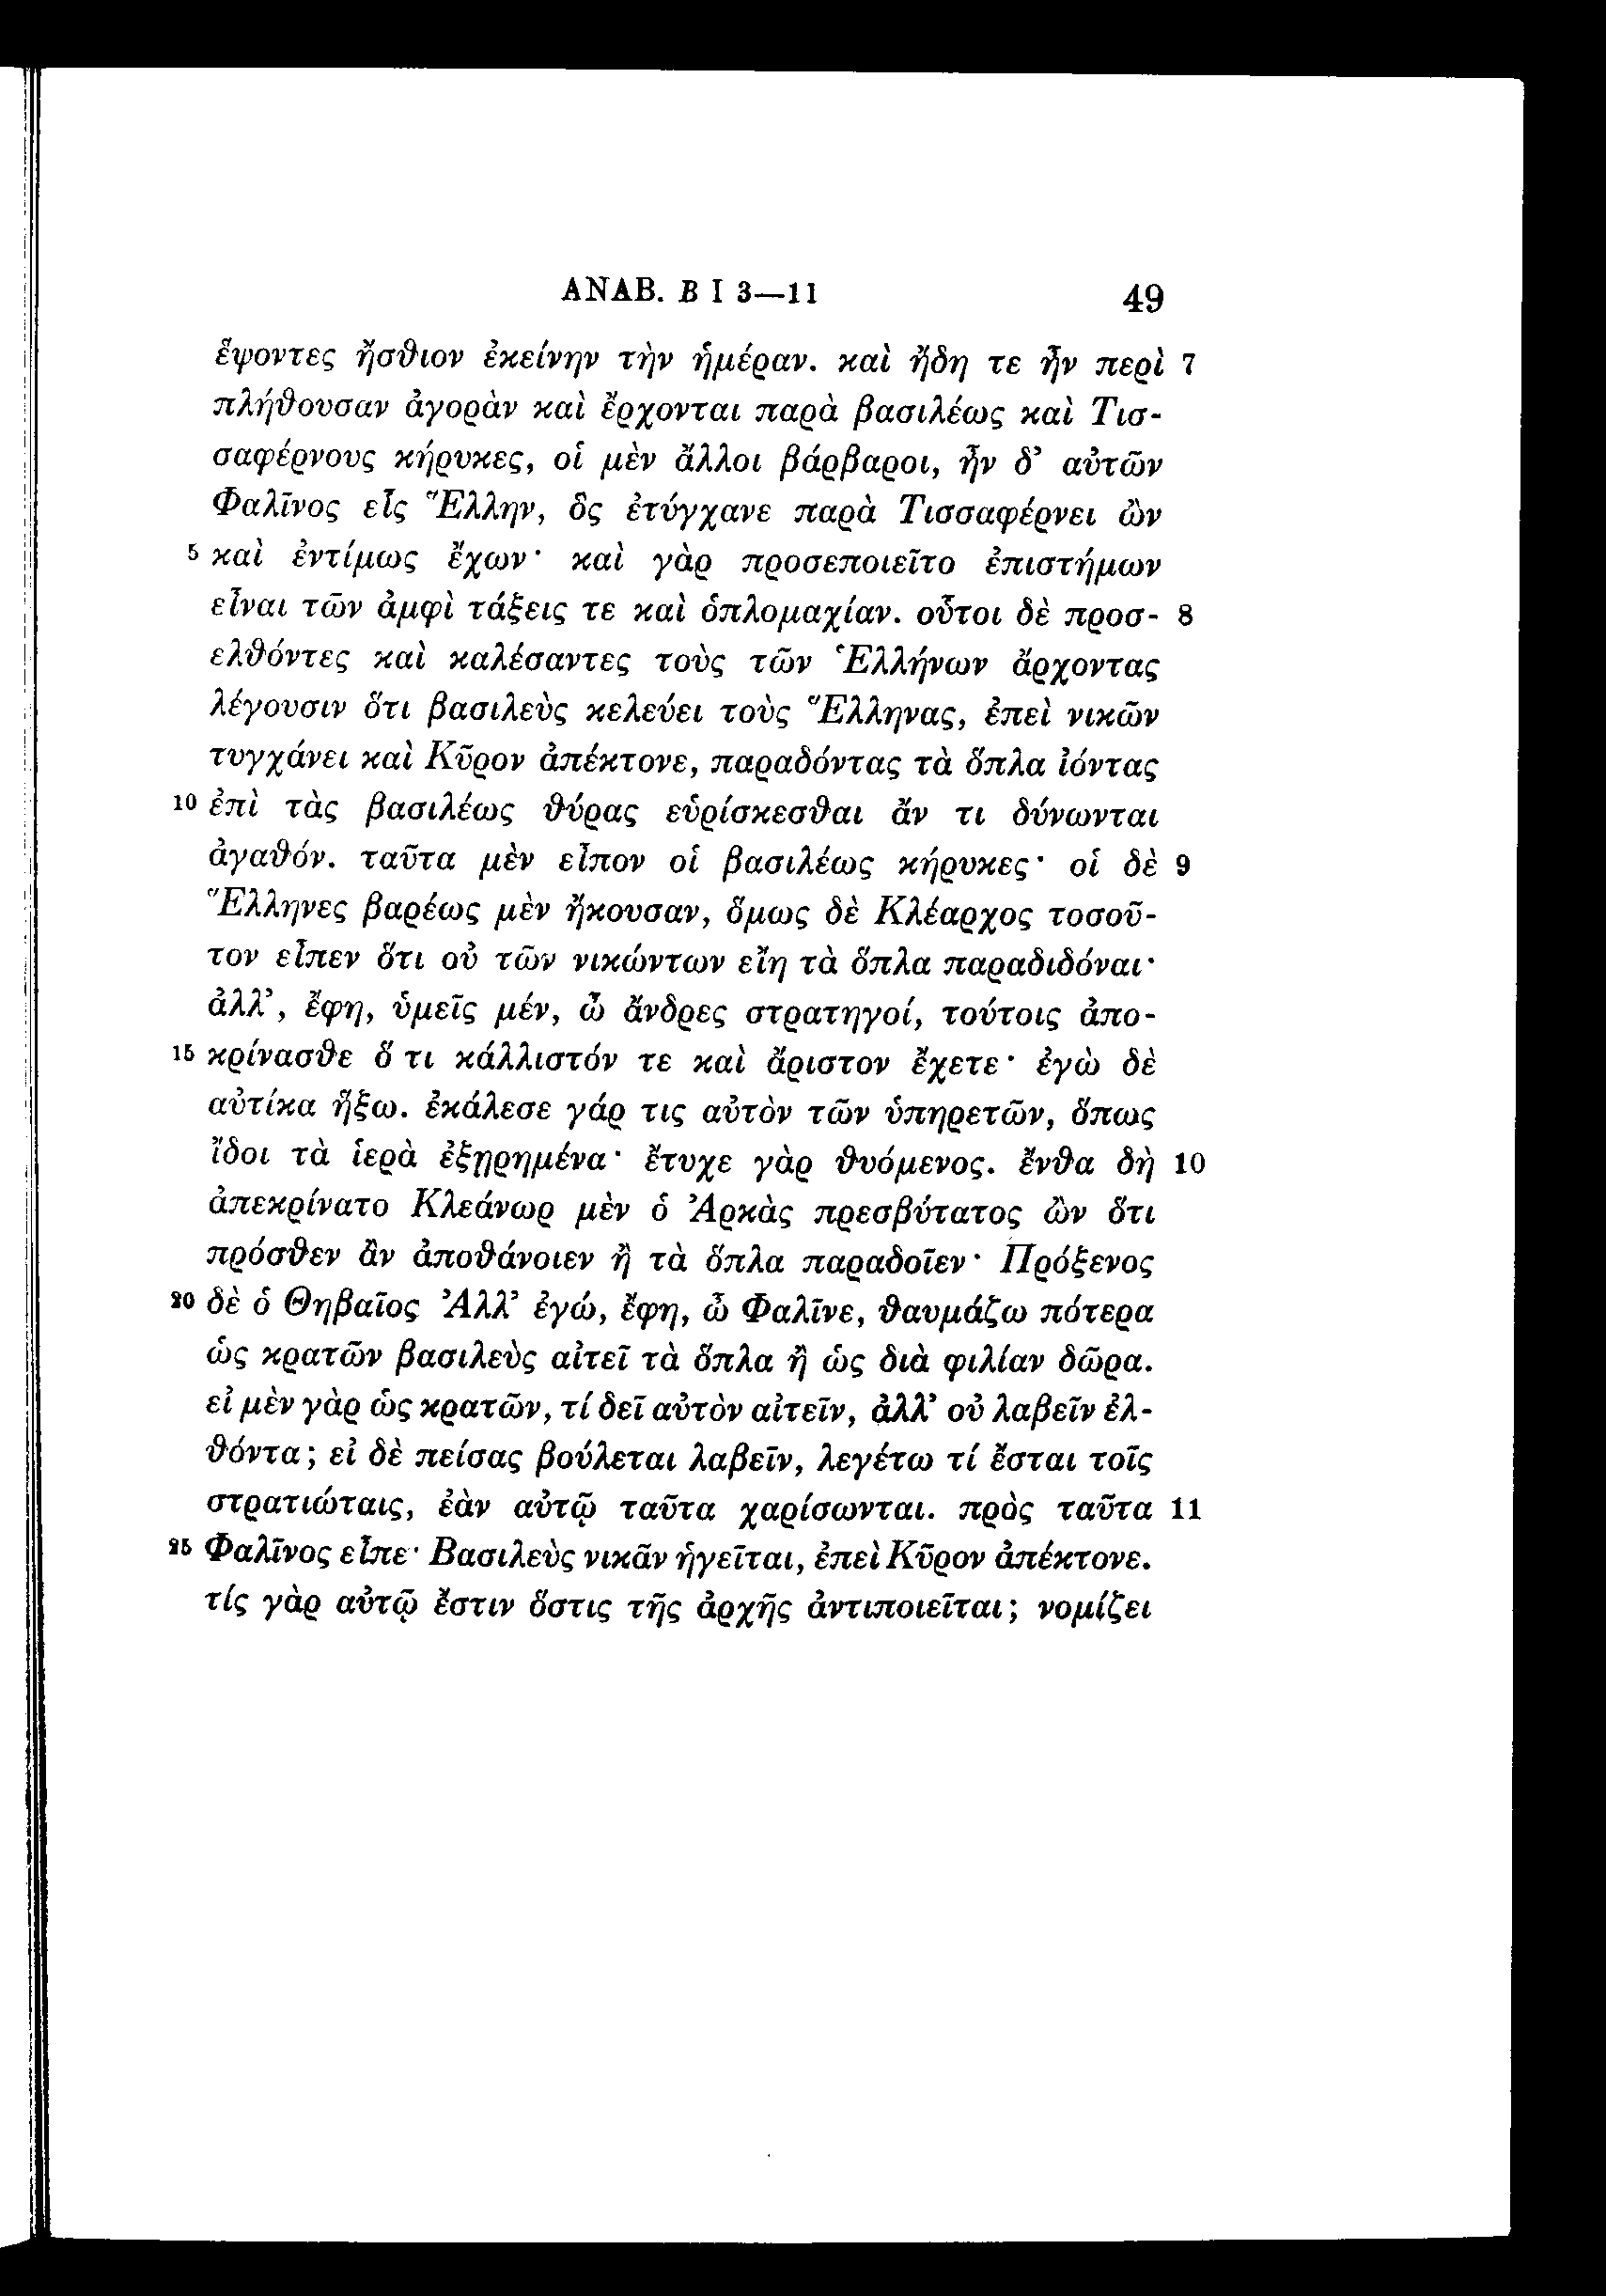 ΑΝΑΒ. Β I 3—11 49
ἕψοντες ἤσθιον ἐκείνην τὴν ἡμέραν. καὶ ἤδη τε ἦν περὶ 7
πλήθουσαν ἀγορὰν καὶ ἔρχονται παρὰ βασιλέως καὶ Τισ-
σαφέρνους κήρυκες, οἱ μὲν ἄλλοι βάρβαροι, ἦν δ’ αὐτῶν
Φαλῖνος εἷς Ἕλλην, ὃς ἐτύγχανε παρὰ Τισσαφέρνει ὢν
5 καὶ ἐντίμως ἔχων· καὶ γὰρ προσεποιεῖτο ἐπιστήμων
εἶναι τῶν ἀμφὶ τάξεις τε καὶ ὁπλομαχίαν. οὗτοι δὲ προσ- 8
ελθόντες καὶ καλέσαντες τοὺς τῶν Ἑλλήνων ἄρχοντας
λέγουσιν ὅτι βασιλεὺς κελεύει τοὺς Ἕλληνας, ἐπεὶ νικῶν
τυγχάνει καὶ Κῦρον ἀπέκτονε, παραδόντας τὰ ὅπλα ἰόντας
10 ἐπὶ τὰς βασιλέως θύρας εὑρίσκεσθαι ἄν τι δύνωνται
ἀγαθόν. ταῦτα μὲν εἶπον οἱ βασιλέως κήρυκες· οἱ δὲ 9
Ἕλληνες βαρέως μὲν ἤκουσαν, ὅμως δὲ Κλέαρχος τοσοῦ-
τον εἶπεν ὅτι οὐ τῶν νικώντων εἴη τὰ ὅπλα παραδιδόναι·
ἀλλ’, ἔφη, ὑμεῖς μέν, ὦ ἄνδρες στρατηγοί, τούτοις ἀπο-
15 κρίνασθε ὅ τι κάλλιστόν τε καὶ ἄριστον ἔχετε· ἐγὼ δὲ
αὐτίκα ἥξω. ἐκάλεσε γάρ τις αὐτὸν τῶν ὑπηρετῶν, ὅπως
ἴδοι τὰ ἱερὰ ἐξῃρημένα· ἔτυχε γὰρ θυόμενος. ἔνθα δὴ 10
ἀπεκρίνατο Κλεάνωρ μὲν ὁ Ἀρκὰς πρεσβύτατος ὢν ὅτι
πρόσθεν ἂν ἀποθάνοιεν ἢ τὰ ὅπλα παραδοῖεν· Πρόξενος
20 δὲ ὁ Θηβαῖος Ἀλλ’ ἐγώ, ἔφη, ὦ Φαλῖνε, θαυμάζω πότερα
ὡς κρατῶν βασιλεὺς αἰτεῖ τὰ ὅπλα ἢ ὡς διὰ φιλίαν δῶρα.
εἰ μὲν γὰρ ὡς κρατῶν, τί δεῖ αὐτὸν αἰτεῖν, ἀλλ’ οὐ λαβεῖν ἐλ-
θόντα; εἰ δὲ πείσας βούλεται λαβεῖν, λεγέτω τί ἔσται τοῖς
στρατιώταις, ἐὰν αὐτῷ ταῦτα χαρίσωνται. πρὸς ταῦτα 11
25 Φαλῖνος εἶπε· Βασιλεὺς νικᾶν ἡγεῖται, ἐπεὶ Κῦρον ἀπέκτονε.
τίς γὰρ αὐτῷ ἔστιν ὅστις τῆς ἀρχῆς ἀντιποιεῖται; νομίζει